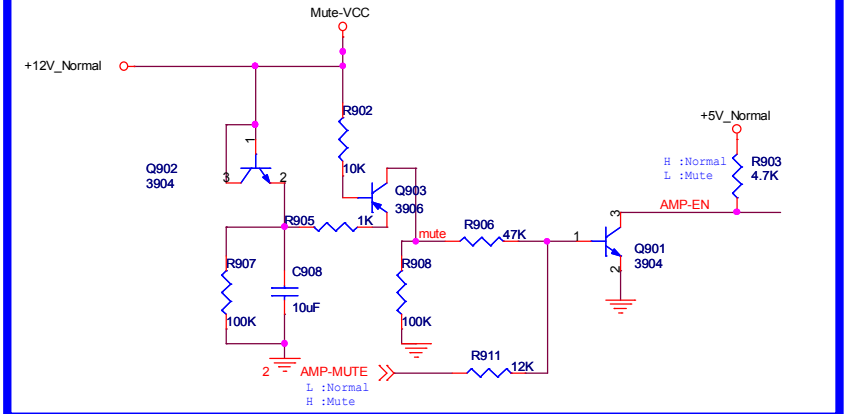 Mute-VCC
+12V_Normal
R902
10K
+5V_Normal
H :Normal
L :Mute
R903
4.7K
1
Q902
3904
3
2
Q903
3906
AMP-EN
R905
1K
mute
R906
47K
1
3
Q901
3904
2
R907
100K
C908
10uF
R908
100K
R911
12K
2
AMP-MUTE
L :Normal
H :Mute